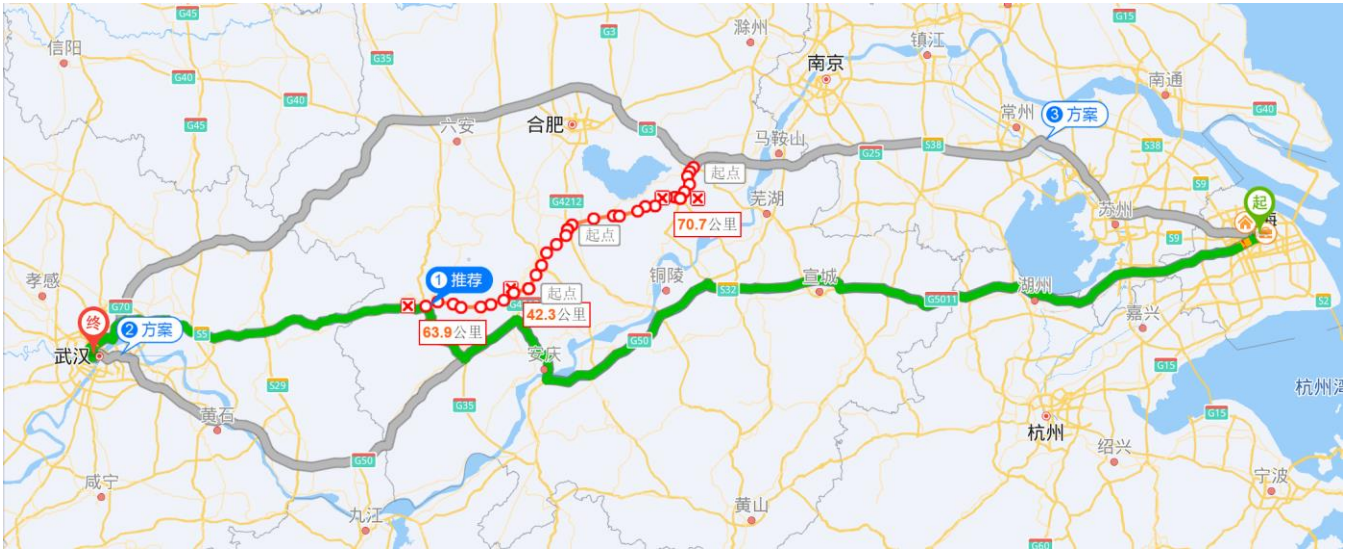 G45
信阳
G40
G45
G35
G40
六安
G3
合肥
滁州
G3
南京
镇江
马鞍山
G25
S38
常州
3 方案
G15
南通
G40
S38
S9
起
海
苏州
S9
起点
芜湖
70.7公里
G4212
起点
孝感
1 推荐
起点
42.3公里
63.9公里
铜陵
宣城
S32
G5011
湖州
嘉兴
S2
G70
终
武汉
2 方案
S5
S29
黄石
安庆
G50
G35
G50
咸宁
九江
黄山
杭州
绍兴
G15
G15
杭州湾
宁波
G60